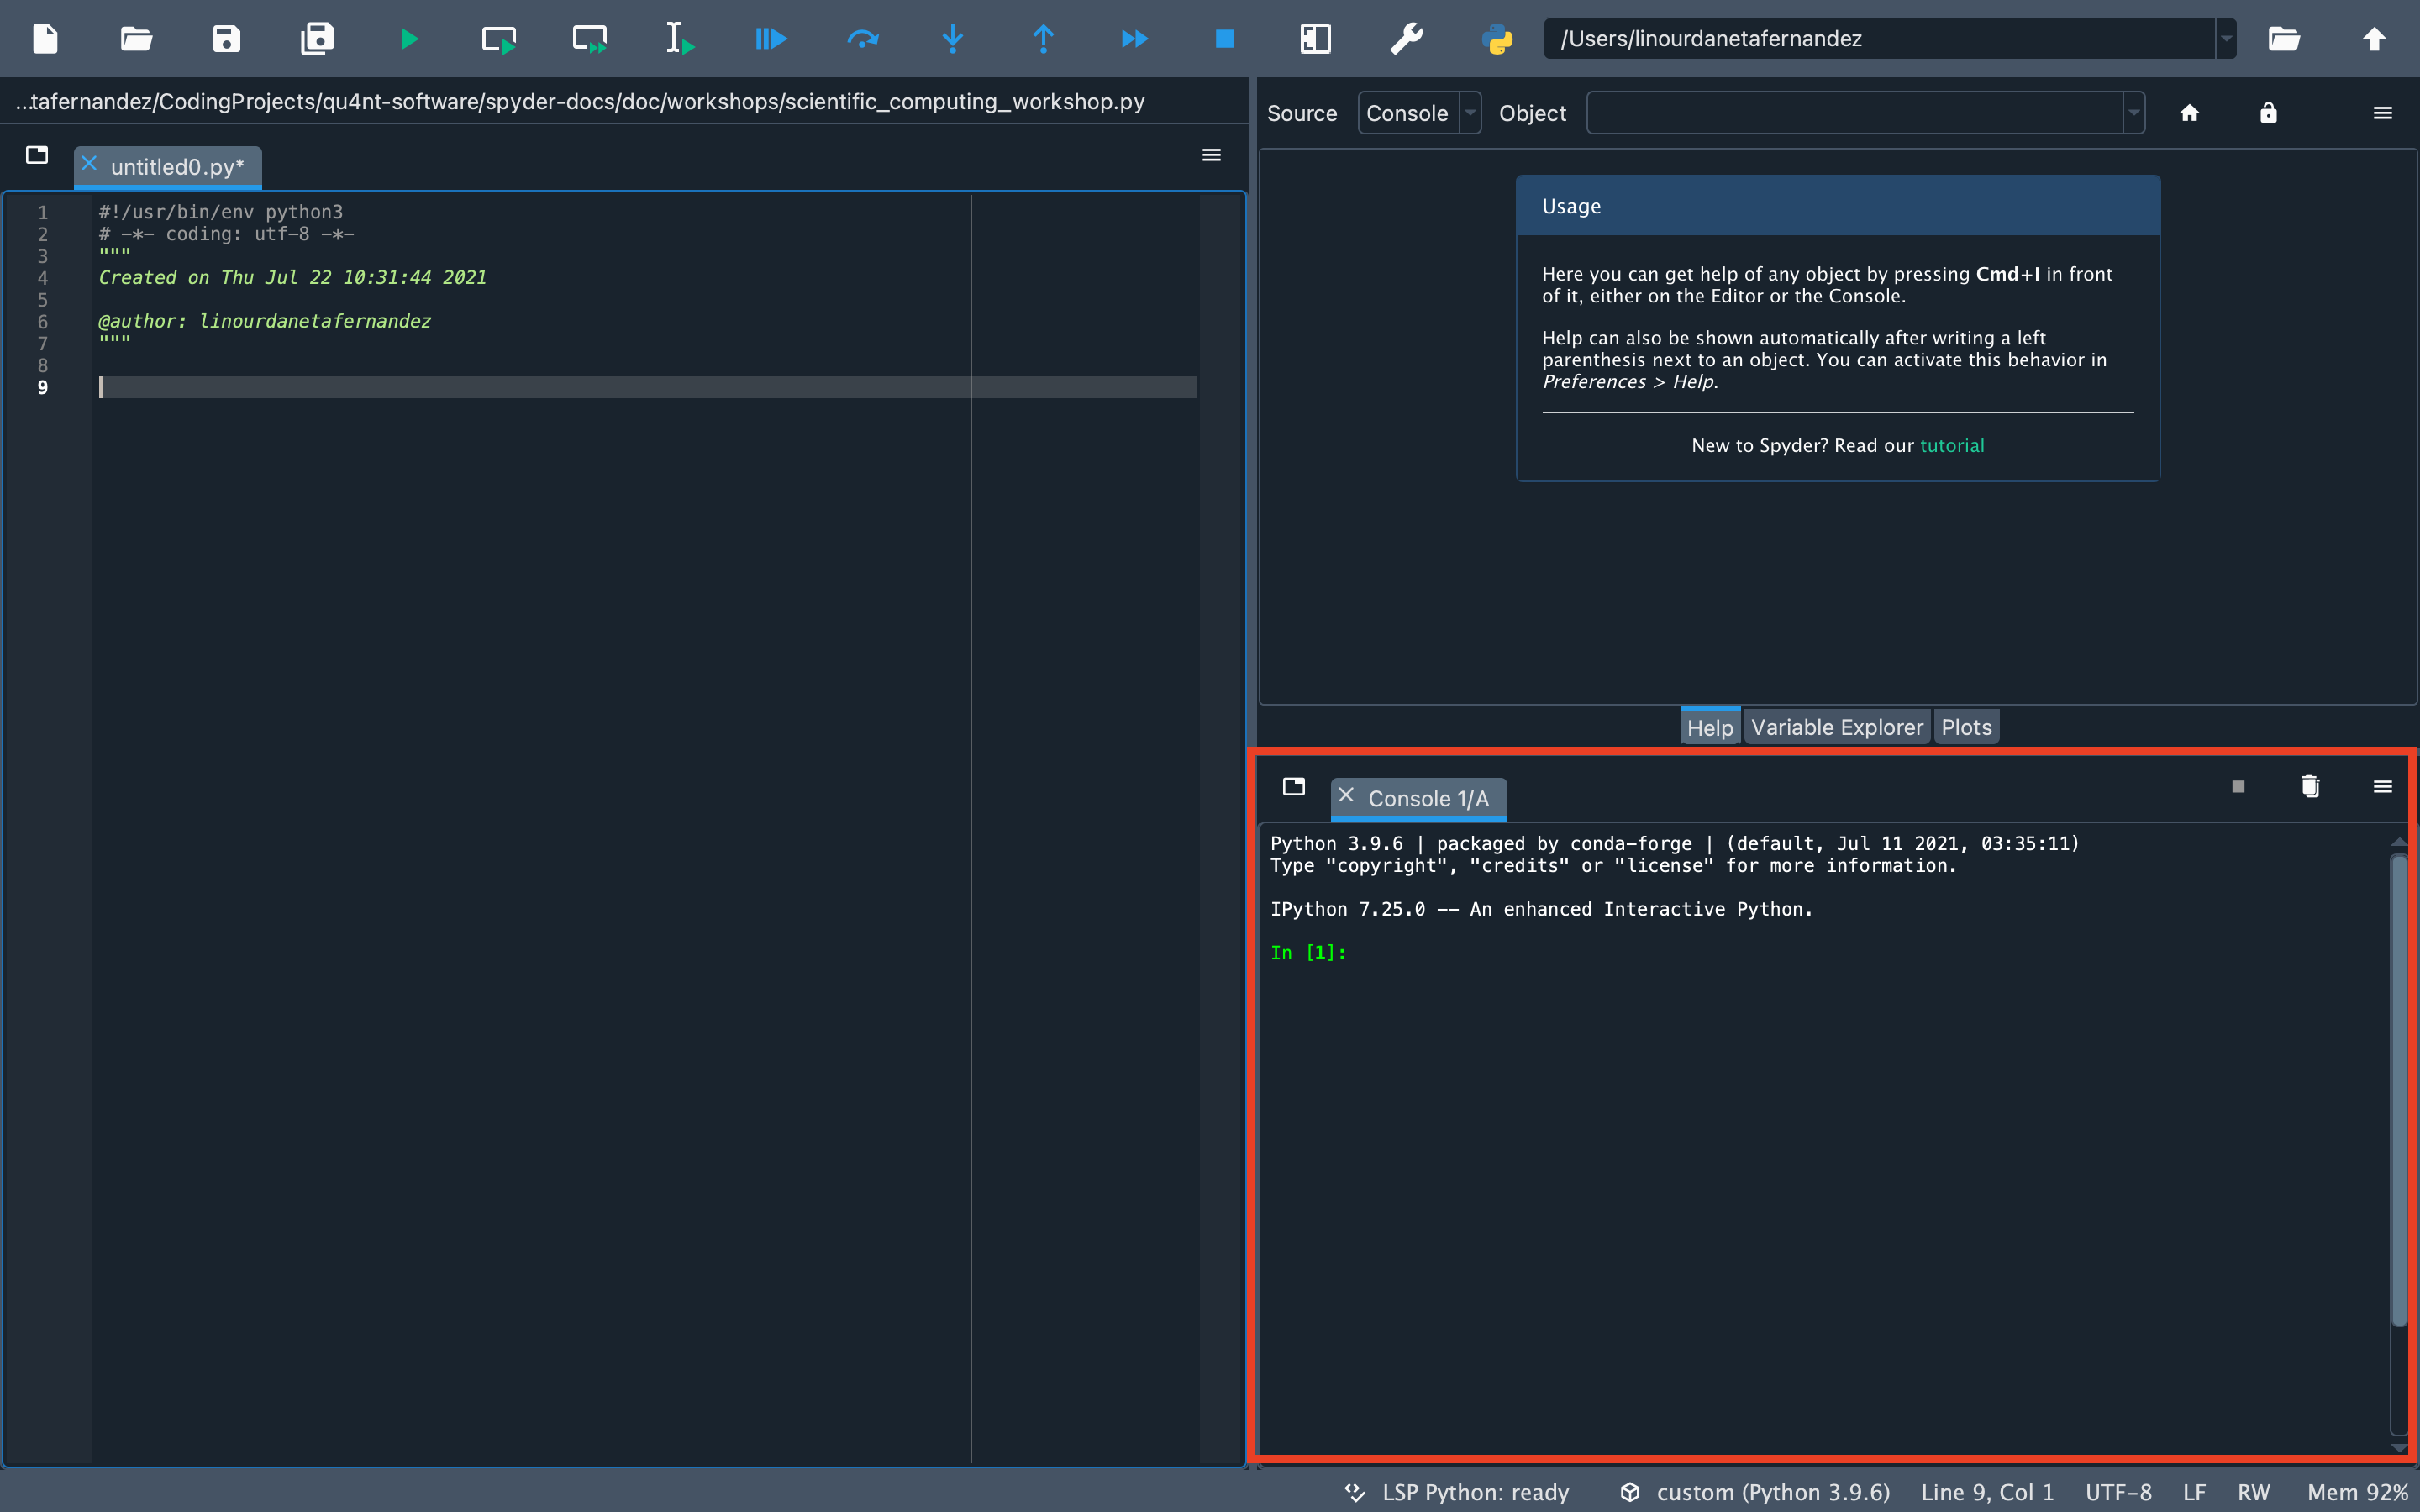 /Users/linourdanetafernandez
...tafernandez/CodingProjects/qu4nt-software/spyder-docs/doc/workshops/scientific_computing_workshop.py
untitled0.py*
1 #!/usr/bin/env python3
2 # -*- coding: utf-8 -*-
3 """
4 Created on Thu Jul 22 10:31:44 2021
5
6 @author: linourdanetafernandez
7 """
8
9
Source Console Object
Usage
Here you can get help of any object by pressing Cmd+I in front
of it, either on the Editor or the Console.
Help can also be shown automatically after writing a left
parenthesis next to an object. You can activate this behavior in
Preferences > Help.
New to Spyder? Read our tutorial
Help Variable Explorer Plots
Console 1/A
Python 3.9.6 | packaged by conda-forge | (default, Jul 11 2021, 03:35:11)
Type "copyright", "credits" or "license" for more information.
IPython 7.25.0 -- An enhanced Interactive Python.
In [1]:
LSP Python: ready custom (Python 3.9.6) Line 9, Col 1 UTF-8 LF RW Mem 92%